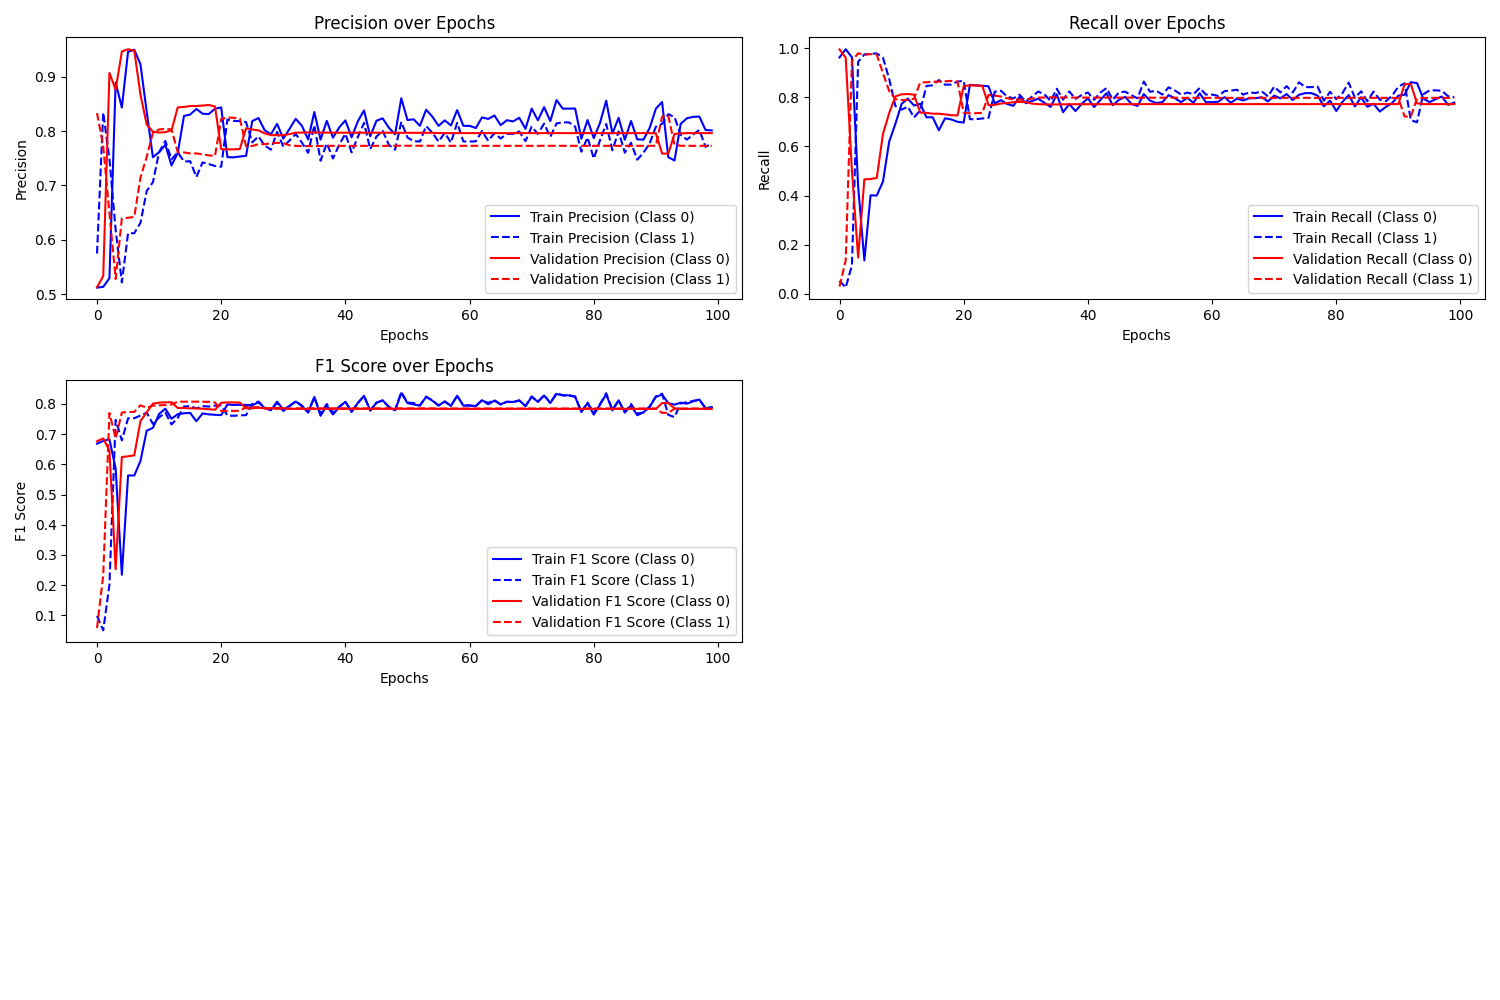 Precision over Epochs
Precision
0.9
0.8
0.7
0.6
0.5
0 20 40 60 80 100
Epochs
Train Precision (Class 0)
Train Precision (Class 1)
Validation Precision (Class 0)
Validation Precision (Class 1)
Recall over Epochs
Recall
1.0
0.8
0.6
0.4
0.2
0.0
0 20 40 60 80 100
Epochs
Train Recall (Class 0)
Train Recall (Class 1)
Validation Recall (Class 0)
Validation Recall (Class 1)
F1 Score over Epochs
F1 Score
0.8
0.7
0.6
0.5
0.4
0.3
0.2
0.1
0 20 40 60 80 100
Epochs
Train F1 Score (Class 0)
Train F1 Score (Class 1)
Validation F1 Score (Class 0)
Validation F1 Score (Class 1)